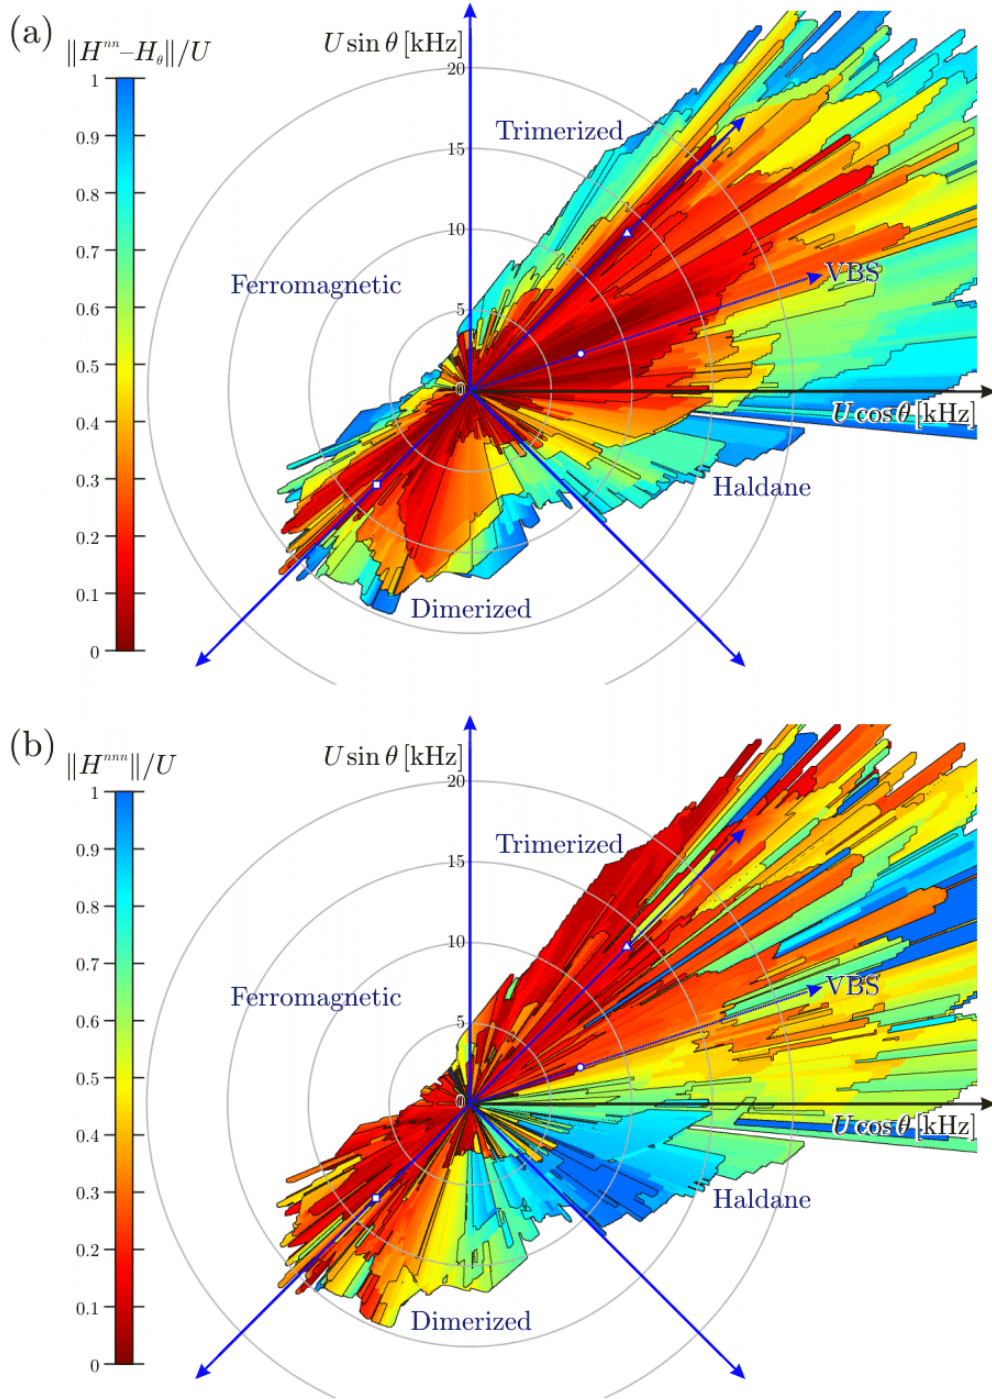 (a)
‖Hⁿⁿ–H_θ‖/U
U sin θ [kHz]
1
0.9
0.8
0.7
0.6
0.5
0.4
0.3
0.2
0.1
0
20
15
10
5
0
Trimerized
Ferromagnetic
VBS
U cos θ [kHz]
Haldane
Dimerized
(b)
‖Hⁿⁿⁿ‖/U
U sin θ [kHz]
1
0.9
0.8
0.7
0.6
0.5
0.4
0.3
0.2
0.1
0
20
15
10
5
0
Trimerized
Ferromagnetic
VBS
U cos θ [kHz]
Haldane
Dimerized